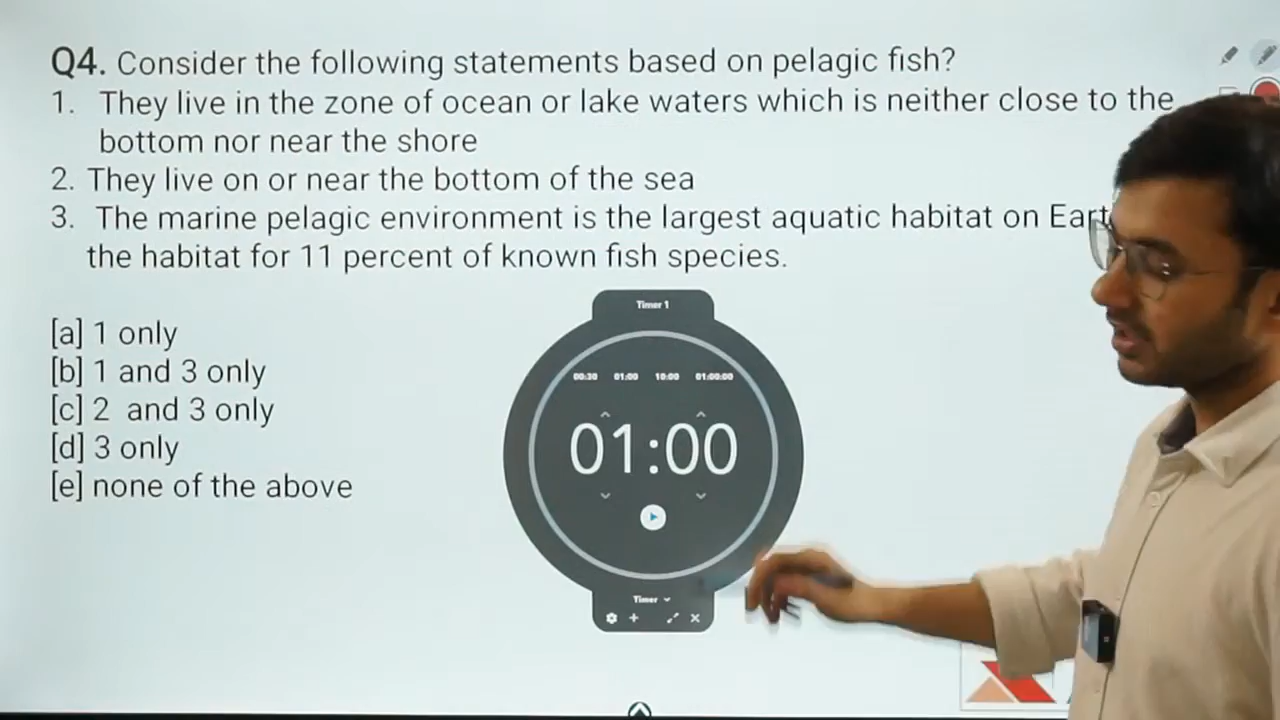 Q4. Consider the following statements based on pelagic fish?
1. They live in the zone of ocean or lake waters which is neither close to the
bottom nor near the shore
2. They live on or near the bottom of the sea
3. The marine pelagic environment is the largest aquatic habitat on
the habitat for 11 percent of known fish species.
[a] 1 only
[b] 1 and 3 only
[c] 2 and 3 only
[d] 3 only
[e] none of the above
Timer 1
00:30 01:00 10:00 01:00:00
01:00
Timer